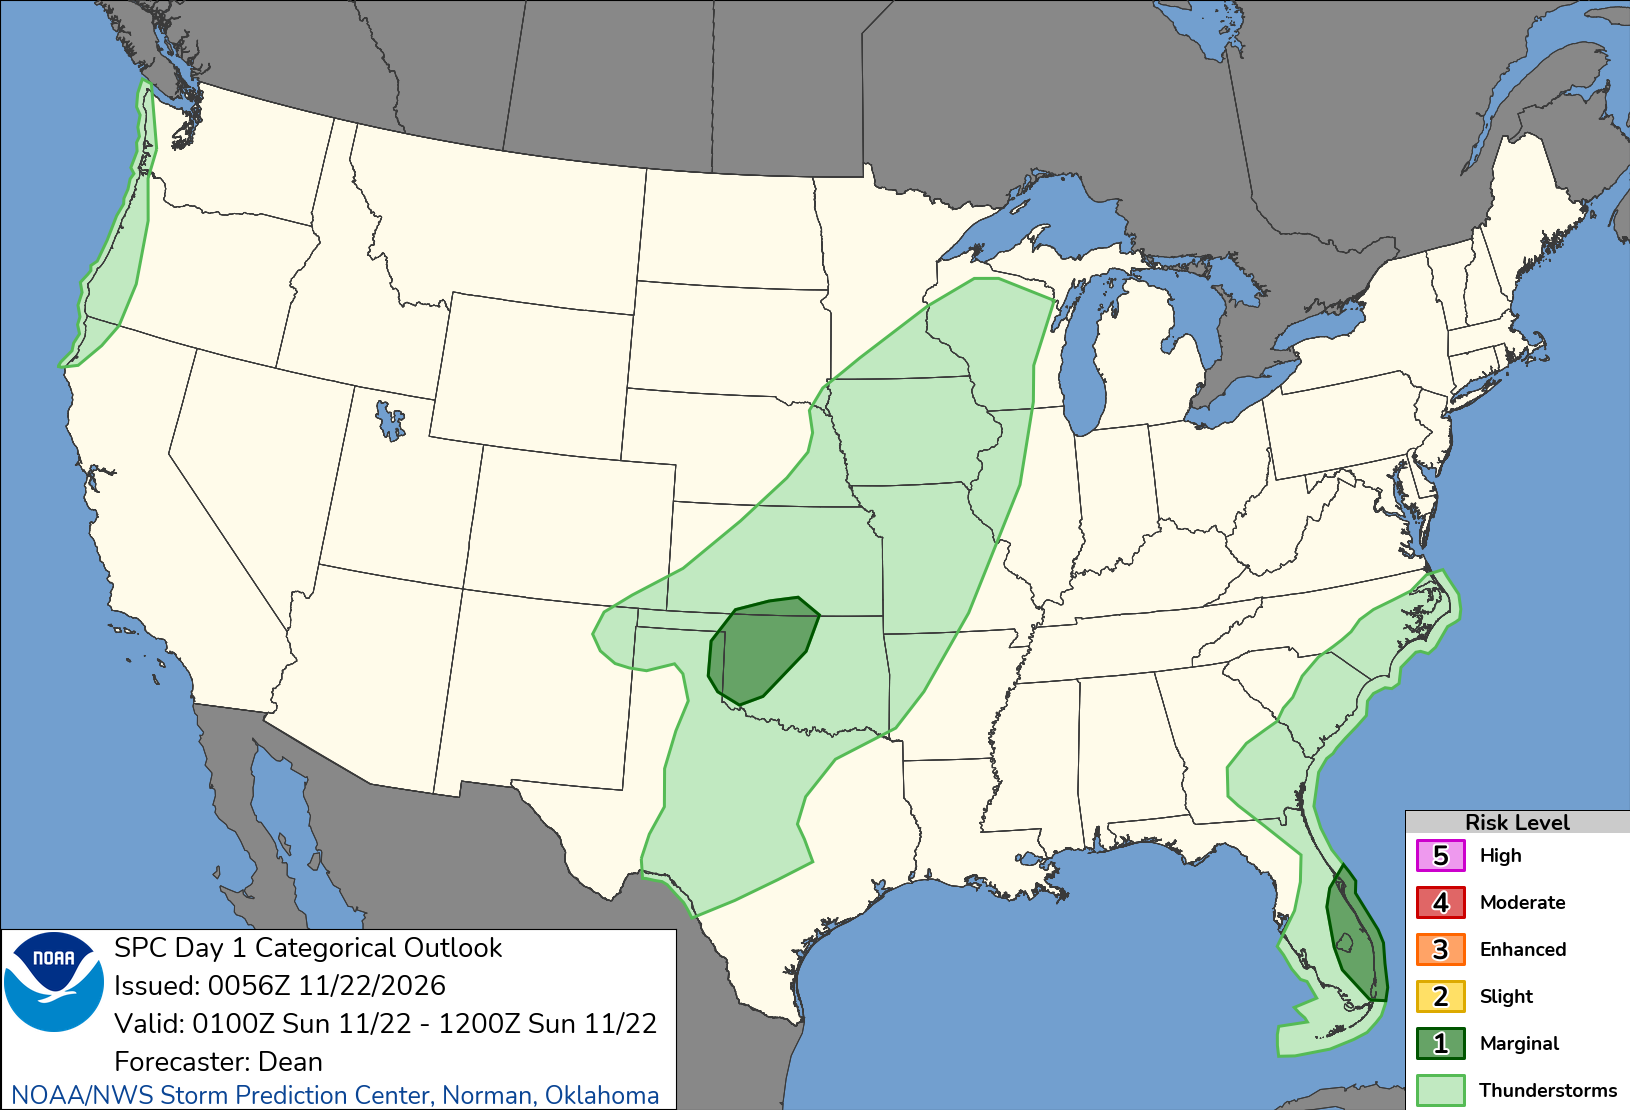 Risk Level
5 High
4 Moderate
3 Enhanced
2 Slight
1 Marginal
Thunderstorms
NOAA
SPC Day 1 Categorical Outlook
Issued: 0056Z 11/22/2026
Valid: 0100Z Sun 11/22 - 1200Z Sun 11/22
Forecaster: Dean
NOAA/NWS Storm Prediction Center, Norman, Oklahoma